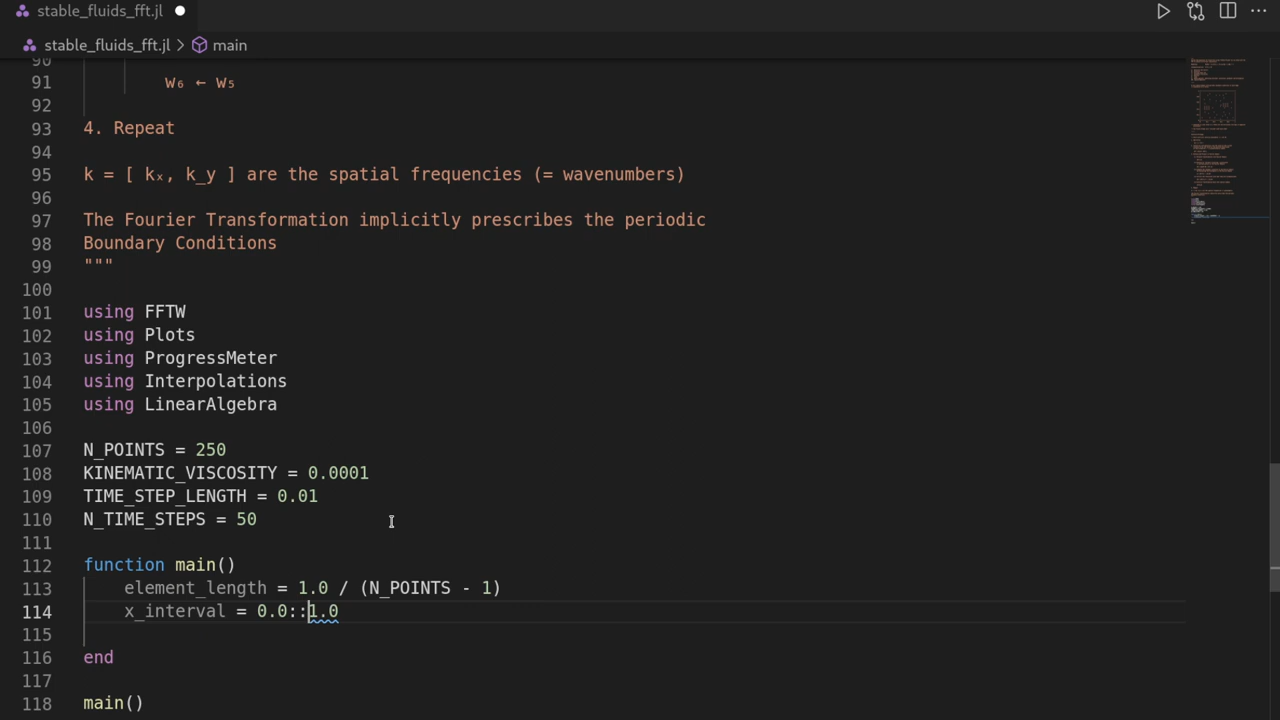 stable_fluids_fft.jl
stable_fluids_fft.jl > main
90
91 w₆ ← w₅
92
93 4. Repeat
94
95 k = [ kₓ, k_y ] are the spatial frequencies (= wavenumbers)
96
97 The Fourier Transformation implicitly prescribes the periodic
98 Boundary Conditions
99 """
100
101 using FFTW
102 using Plots
103 using ProgressMeter
104 using Interpolations
105 using LinearAlgebra
106
107 N_POINTS = 250
108 KINEMATIC_VISCOSITY = 0.0001
109 TIME_STEP_LENGTH = 0.01
110 N_TIME_STEPS = 50
111
112 function main()
113 element_length = 1.0 / (N_POINTS - 1)
114 x_interval = 0.0::1.0
115
116 end
117
118 main()